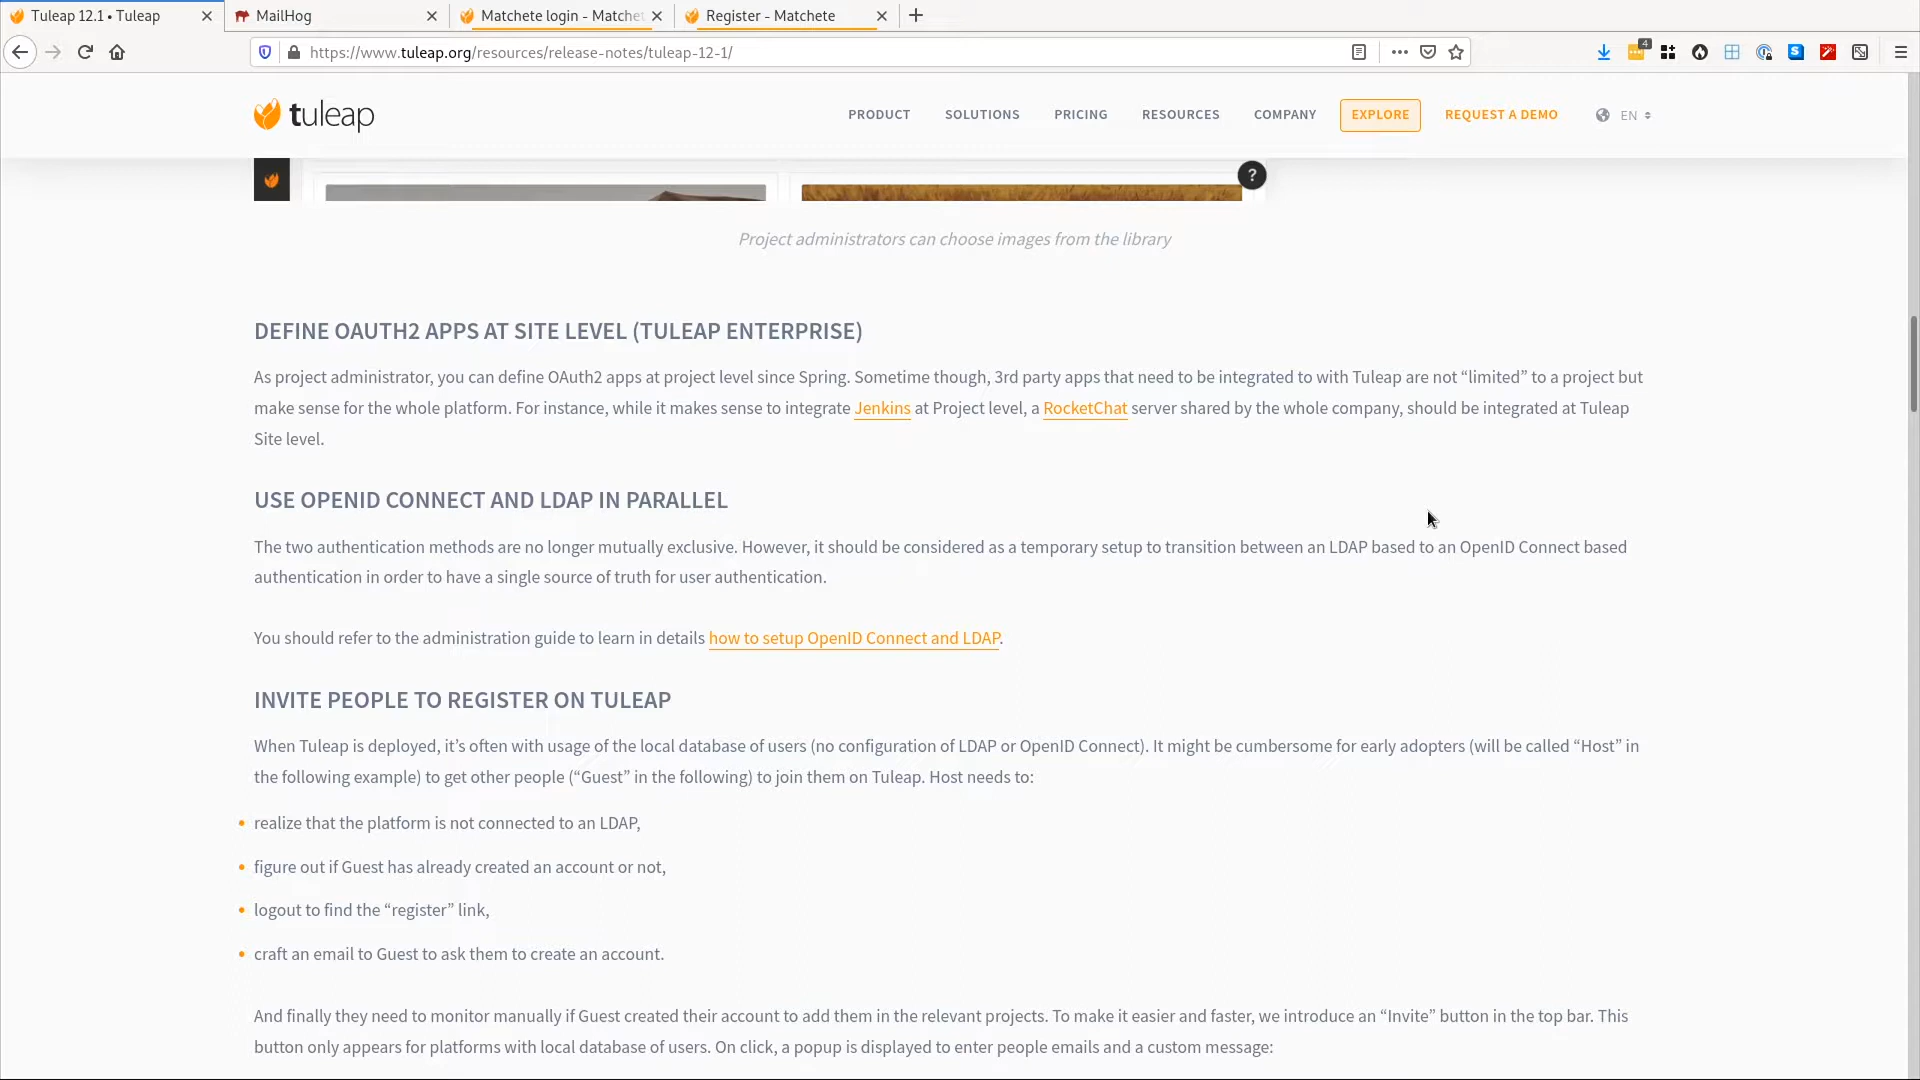 Tuleap 12.1 • Tuleap
MailHog
Matchete login - Matche
Register - Matchete
https://www.tuleap.org/resources/release-notes/tuleap-12-1/
4
tuleap
PRODUCT
SOLUTIONS
PRICING
RESOURCES
COMPANY
EXPLORE
REQUEST A DEMO
EN
?
Project administrators can choose images from the library
DEFINE OAUTH2 APPS AT SITE LEVEL (TULEAP ENTERPRISE)
As project administrator, you can define OAuth2 apps at project level since Spring. Sometime though, 3rd party apps that need to be integrated to with Tuleap are not “limited” to a project but
make sense for the whole platform. For instance, while it makes sense to integrate Jenkins at Project level, a RocketChat server shared by the whole company, should be integrated at Tuleap
Site level.
USE OPENID CONNECT AND LDAP IN PARALLEL
The two authentication methods are no longer mutually exclusive. However, it should be considered as a temporary setup to transition between an LDAP based to an OpenID Connect based
authentication in order to have a single source of truth for user authentication.
You should refer to the administration guide to learn in details how to setup OpenID Connect and LDAP.
INVITE PEOPLE TO REGISTER ON TULEAP
When Tuleap is deployed, it’s often with usage of the local database of users (no configuration of LDAP or OpenID Connect). It might be cumbersome for early adopters (will be called “Host” in
the following example) to get other people (“Guest” in the following) to join them on Tuleap. Host needs to:
• realize that the platform is not connected to an LDAP,
• figure out if Guest has already created an account or not,
• logout to find the “register” link,
• craft an email to Guest to ask them to create an account.
And finally they need to monitor manually if Guest created their account to add them in the relevant projects. To make it easier and faster, we introduce an “Invite” button in the top bar. This
button only appears for platforms with local database of users. On click, a popup is displayed to enter people emails and a custom message: